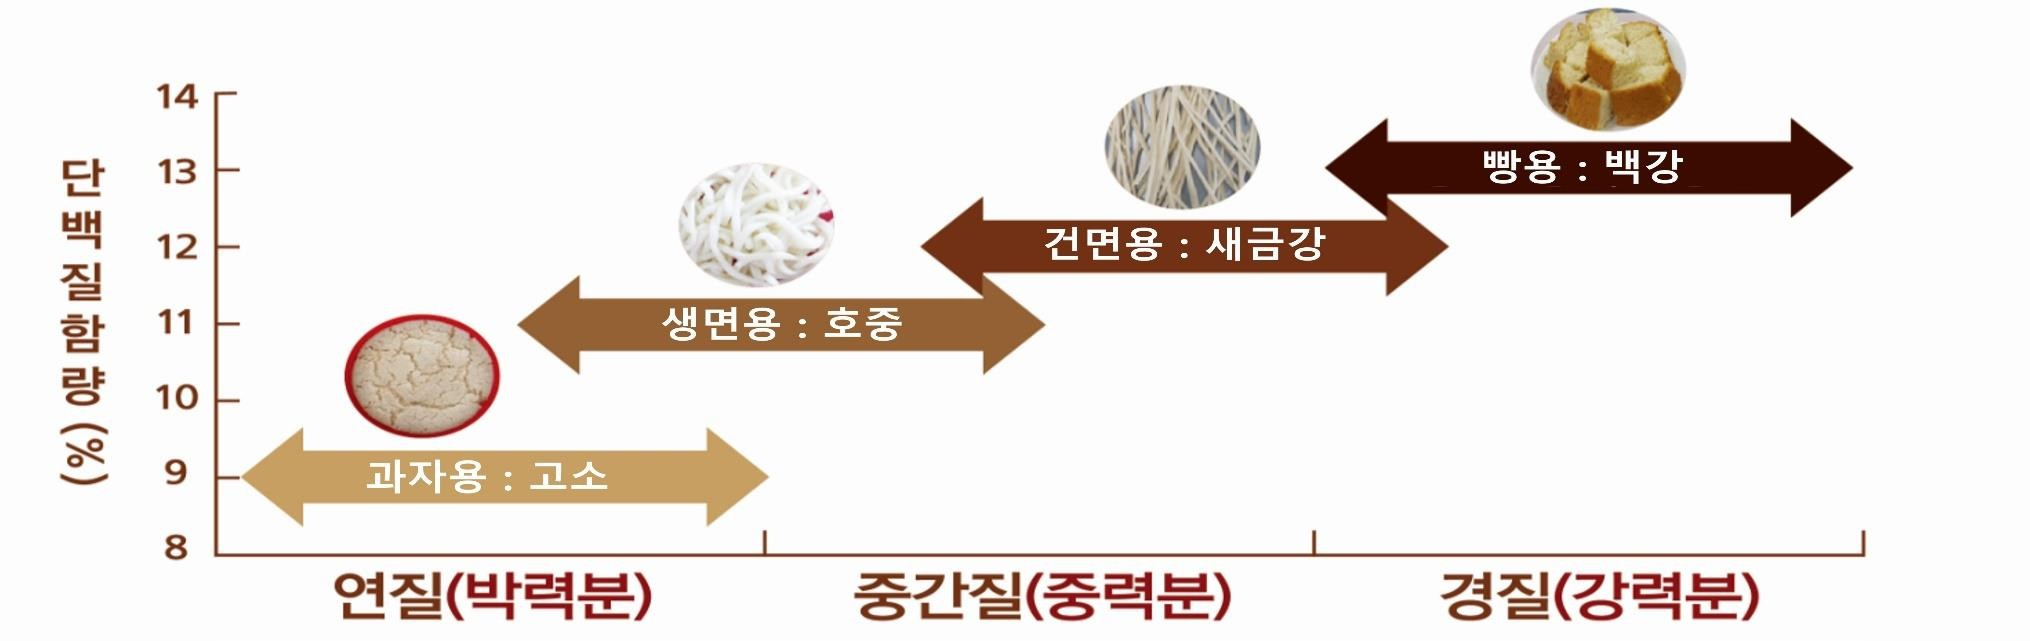 단백질함량(%)
14
13
12
11
10
9
8
빵용 : 백강
건면용 : 새금강
생면용 : 호중
과자용 : 고소
연질(박력분)
중간질(중력분)
경질(강력분)